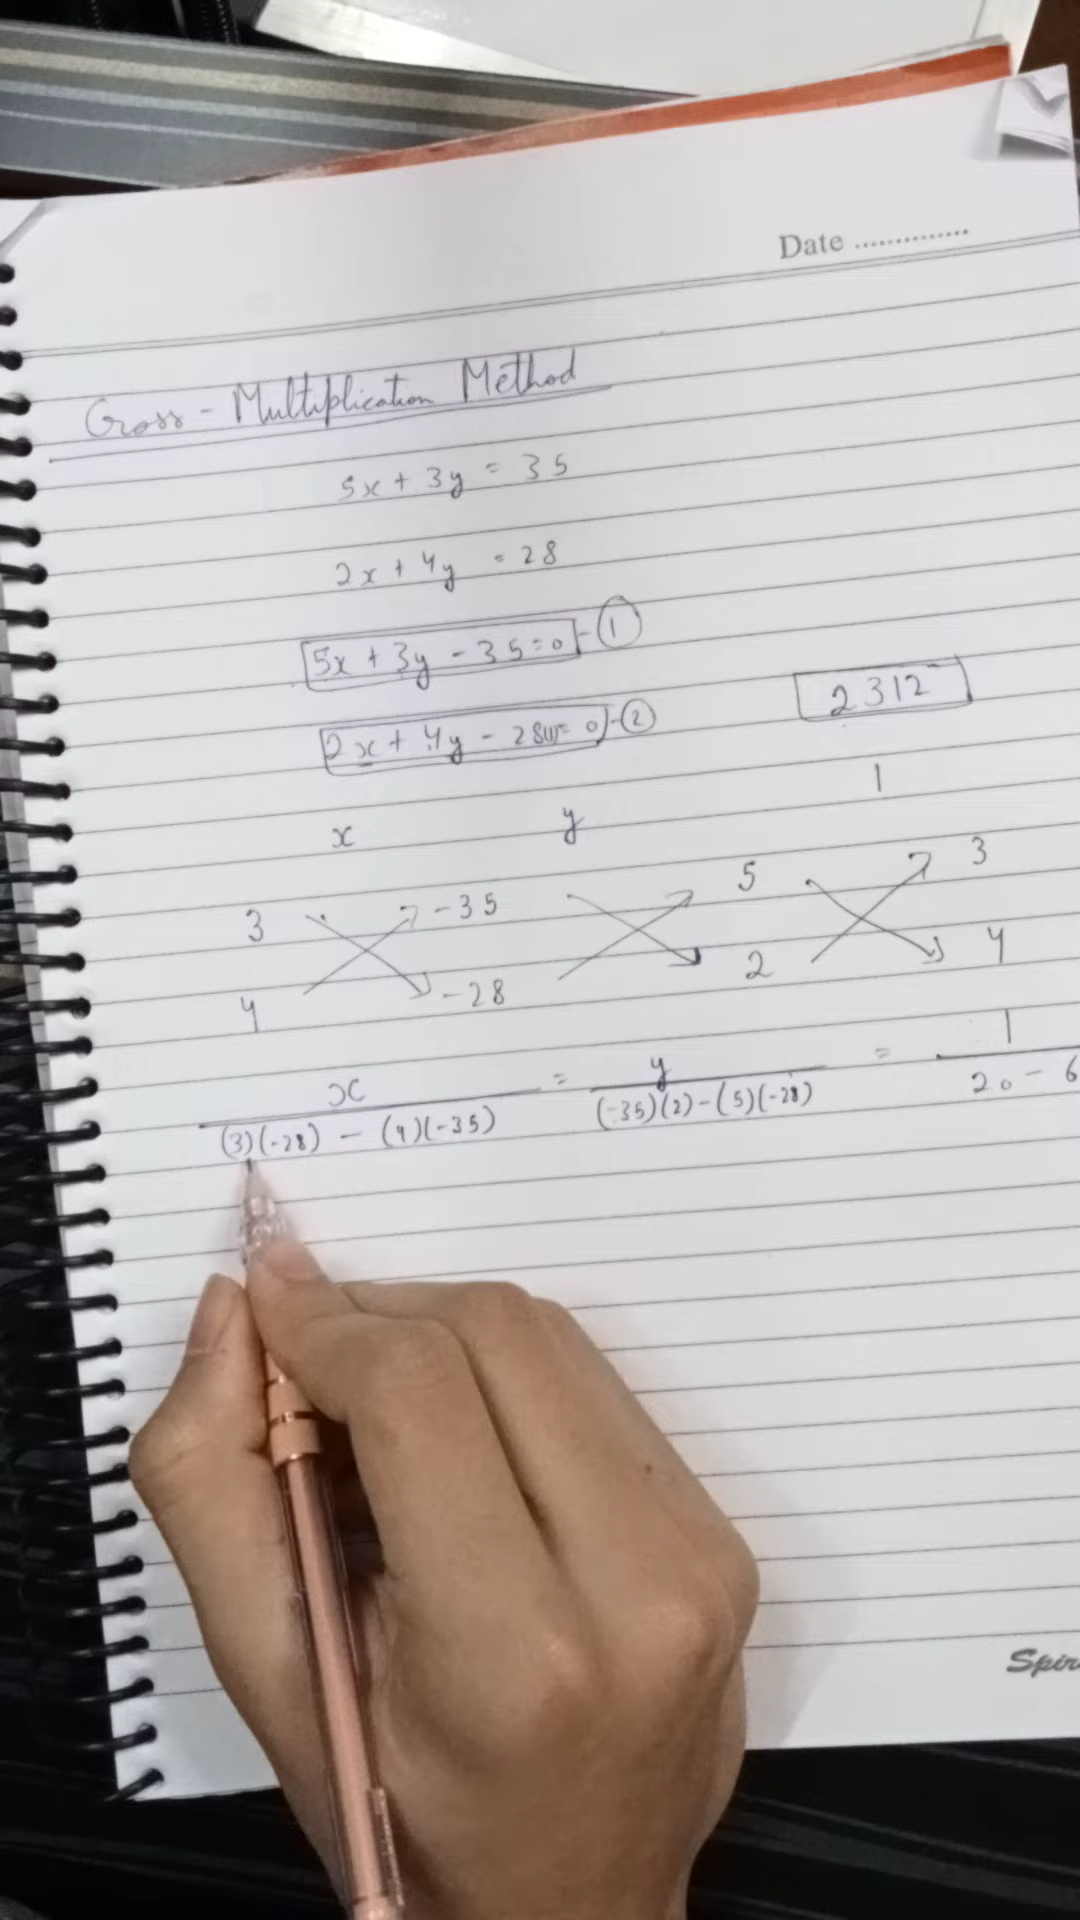 Date ..............
Cross - Multiplication Method
5x + 3y = 35
2x + 4y = 28
5x + 3y - 35 = 0 - 1
2x + 4y - 28(1) = 0 - 2
2312
x y 1
3 -35 5 3
4 -28 2 4
x = y = 1
(3)(-28) - (4)(-35) (-35)(2) - (5)(-28) 20 - 6